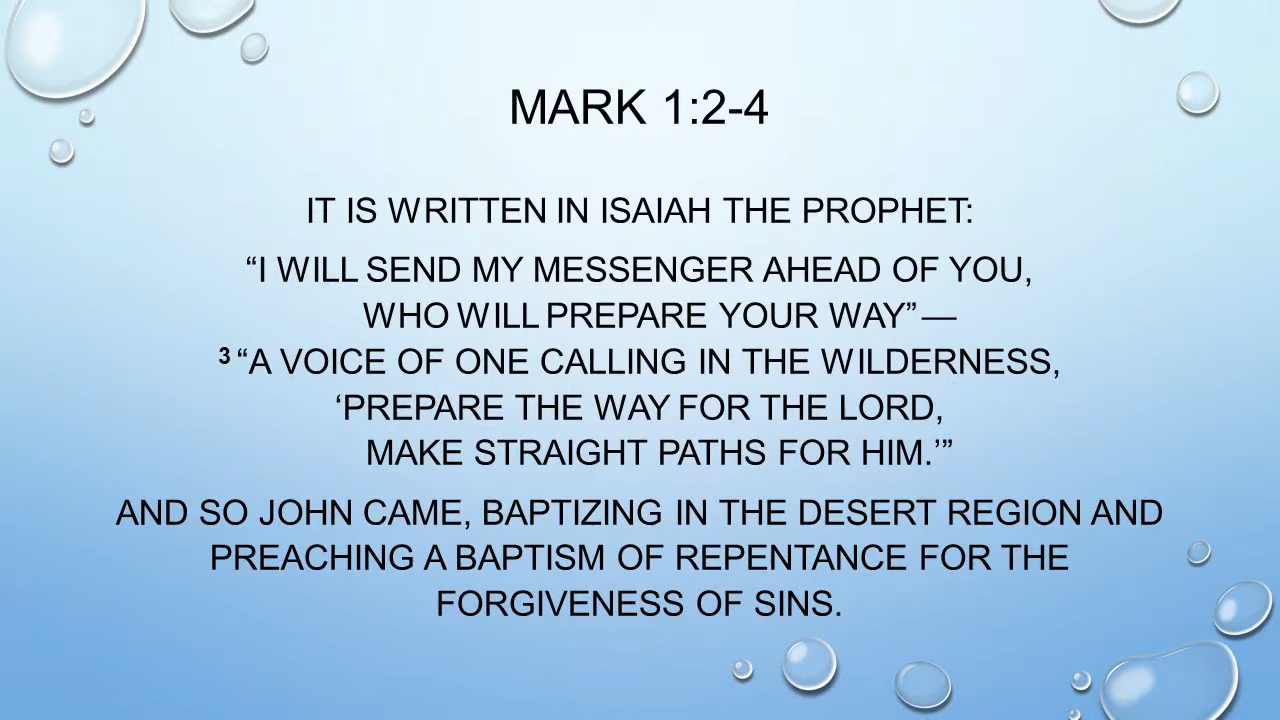 MARK 1:2-4
IT IS WRITTEN IN ISAIAH THE PROPHET:
“I WILL SEND MY MESSENGER AHEAD OF YOU,
WHO WILL PREPARE YOUR WAY” —
3 “A VOICE OF ONE CALLING IN THE WILDERNESS,
‘PREPARE THE WAY FOR THE LORD,
MAKE STRAIGHT PATHS FOR HIM.’”
AND SO JOHN CAME, BAPTIZING IN THE DESERT REGION AND
PREACHING A BAPTISM OF REPENTANCE FOR THE
FORGIVENESS OF SINS.